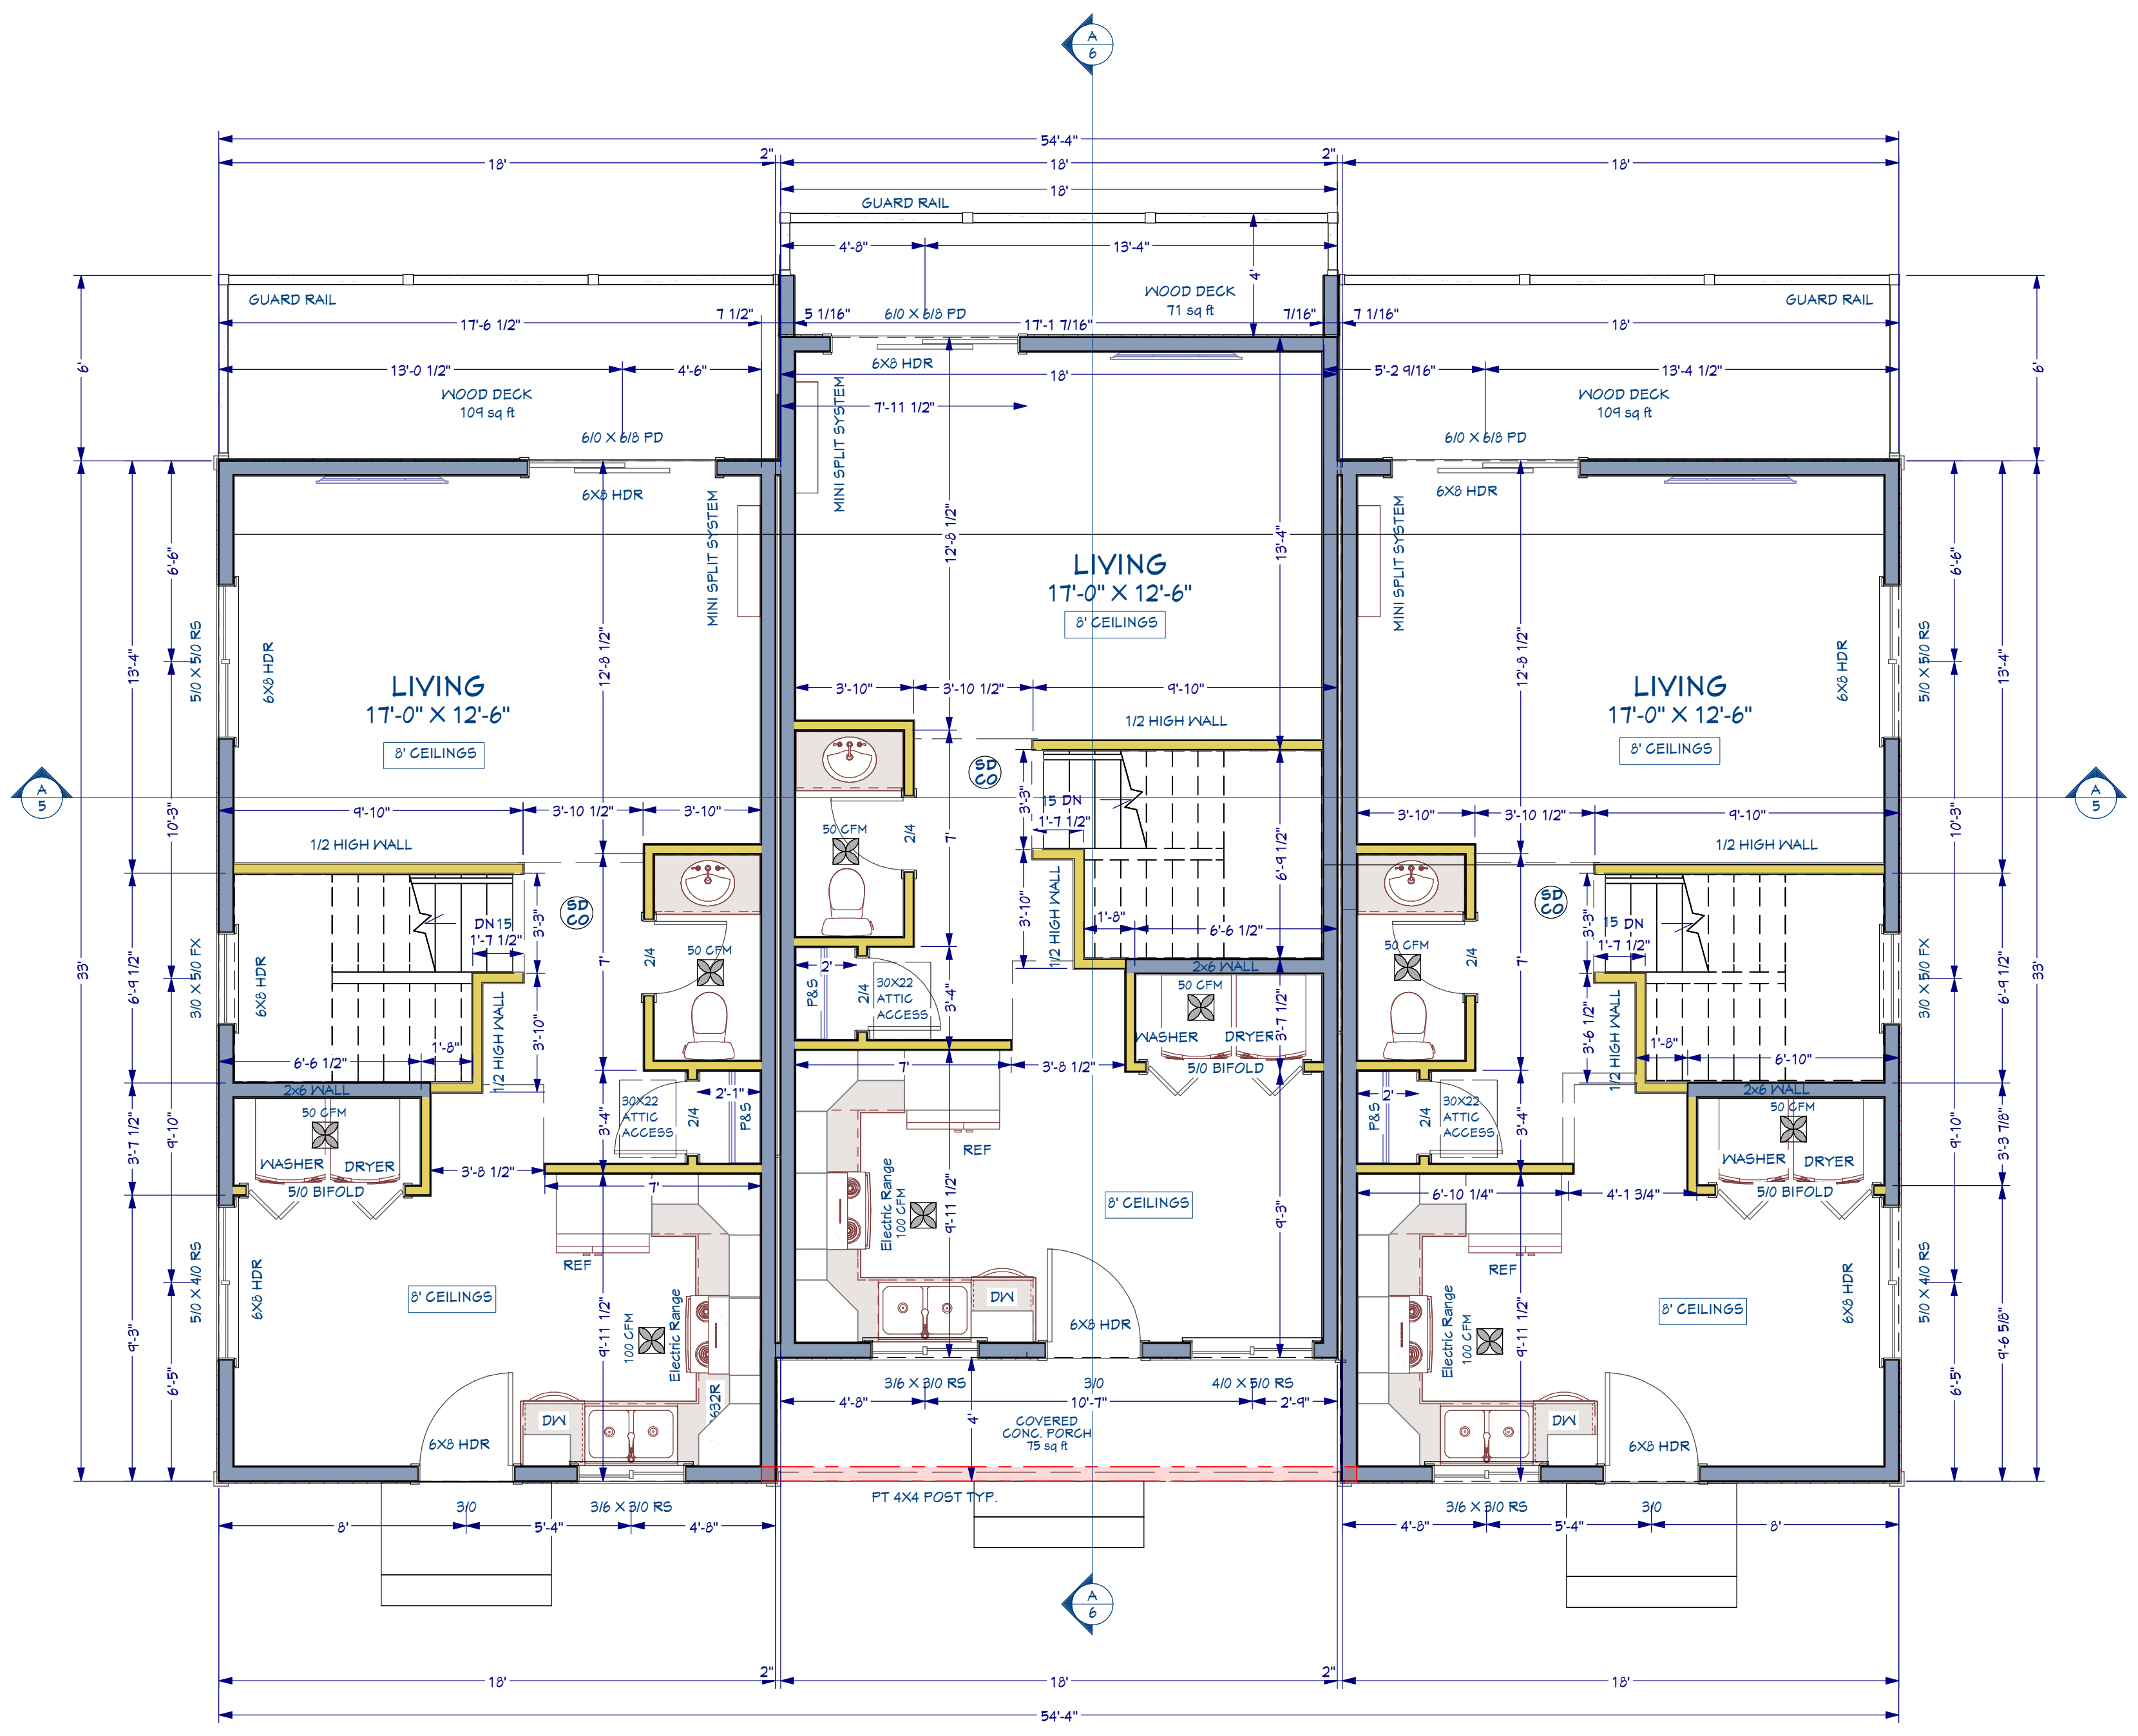 A
6
54'-4"
18'
2"
18'
2"
18'
18'
GUARD RAIL
4'-8"
13'-4"
4'
GUARD RAIL
WOOD DECK
71 sq ft
GUARD RAIL
17'-6 1/2"
7 1/2"
5 1/16"
6/0 X 6/8 PD
17'-1 7/16"
7/16"
7 1/16"
18'
6'
13'-0 1/2"
4'-6"
6X8 HDR
18'
5'-2 9/16"
13'-4 1/2"
6'
WOOD DECK
109 sq ft
7'-11 1/2"
WOOD DECK
109 sq ft
6/0 X 6/8 PD
MINI SPLIT SYSTEM
6/0 X 6/8 PD
6X8 HDR
MINI SPLIT SYSTEM
6X8 HDR
MINI SPLIT SYSTEM
6'-6"
12'-8 1/2"
13'-4"
6'-6"
LIVING
17'-0" X 12'-6"
8' CEILINGS
13'-4"
5/0 X 5/0 RS
6X8 HDR
12'-8 1/2"
12'-8 1/2"
6X8 HDR
5/0 X 5/0 RS
13'-4"
LIVING
17'-0" X 12'-6"
8' CEILINGS
3'-10"
3'-10 1/2"
9'-10"
1/2 HIGH WALL
LIVING
17'-0" X 12'-6"
8' CEILINGS
A
5
SD
CO
15 DN
3'-3"
1'-7 1/2"
A
5
9'-10"
3'-10 1/2"
3'-10"
50 CFM
2/4
7'
6'-9 1/2"
3'-10"
3'-10 1/2"
9'-10"
10'-3"
1/2 HIGH WALL
1/2 HIGH WALL
10'-3"
SD
CO
DN 15
1'-7 1/2"
3'-3"
50 CFM
2/4
7'
3'-10"
1/2 HIGH WALL
1'-8"
6'-6 1/2"
SD
CO
15 DN
3'-3"
1'-7 1/2"
50 CFM
2/4
7'
33'
6'-9 1/2"
3/0 X 5/0 FX
6X8 HDR
3'-10"
1/2 HIGH WALL
2'
P&S
2/4
30X22
ATTIC
ACCESS
3'-4"
2x6 WALL
50 CFM
WASHER
DRYER
3'-7 1/2"
5/0 BIFOLD
3'-6 1/2"
1/2 HIGH WALL
3/0 X 5/0 FX
6'-9 1/2"
33'
6'-6 1/2"
1'-8"
7'
3'-8 1/2"
1'-8"
6'-10"
2x6 WALL
50 CFM
WASHER
DRYER
5/0 BIFOLD
3'-7 1/2"
9'-10"
3'-8 1/2"
30X22
ATTIC
ACCESS
3'-4"
2/4
2'-1"
P&S
7'
REF
2'
P&S
2/4
30X22
ATTIC
ACCESS
3'-4"
2x6 WALL
50 CFM
WASHER
DRYER
5/0 BIFOLD
9'-10"
3'-3 7/8"
6'-10 1/4"
4'-1 3/4"
5/0 X 4/0 RS
6X8 HDR
REF
8' CEILINGS
Electric Range
100 CFM
9'-11 1/2"
8' CEILINGS
9'-3"
REF
8' CEILINGS
6X8 HDR
5/0 X 4/0 RS
9'-3"
6'-5"
9'-11 1/2"
100 CFM
Electric Range
632R
DW
6X8 HDR
Electric Range
100 CFM
9'-11 1/2"
6'-5"
9'-6 5/8"
3/6 X 3/0 RS
3/0
4/0 X 5/0 RS
4'-8"
10'-7"
2'-9"
4'
COVERED
CONC. PORCH
75 sq ft
6X8 HDR
DW
DW
6X8 HDR
PT 4X4 POST TYP.
3/0
3/6 X 3/0 RS
3/6 X 3/0 RS
3/0
8'
5'-4"
4'-8"
4'-8"
5'-4"
8'
A
6
18'
2"
18'
2"
18'
54'-4"